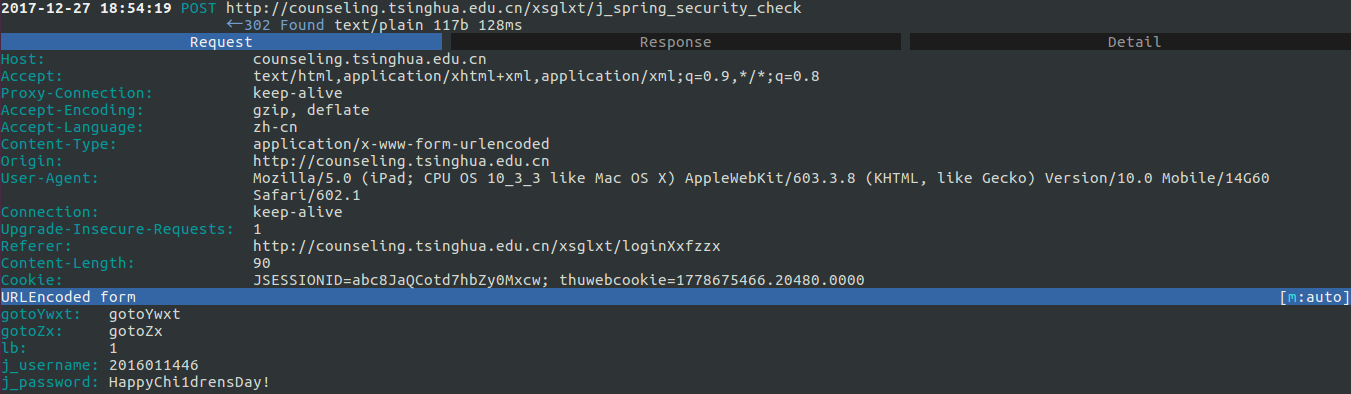 2017-12-27 18:54:19 POST http://counseling.tsinghua.edu.cn/xsglxt/j_spring_security_check
←302 Found text/plain 117b 128ms
Request Response Detail
Host: counseling.tsinghua.edu.cn
Accept: text/html,application/xhtml+xml,application/xml;q=0.9,*/*;q=0.8
Proxy-Connection: keep-alive
Accept-Encoding: gzip, deflate
Accept-Language: zh-cn
Content-Type: application/x-www-form-urlencoded
Origin: http://counseling.tsinghua.edu.cn
User-Agent: Mozilla/5.0 (iPad; CPU OS 10_3_3 like Mac OS X) AppleWebKit/603.3.8 (KHTML, like Gecko) Version/10.0 Mobile/14G60
Safari/602.1
Connection: keep-alive
Upgrade-Insecure-Requests: 1
Referer: http://counseling.tsinghua.edu.cn/xsglxt/loginXxfzzx
Content-Length: 90
Cookie: JSESSIONID=abc8JaQCotd7hbZy0Mxcw; thuwebcookie=1778675466.20480.0000
URLEncoded form [m:auto]
gotoYwxt: gotoYwxt
gotoZx: gotoZx
lb: 1
j_username: 2016011446
j_password: HappyChi1drensDay!